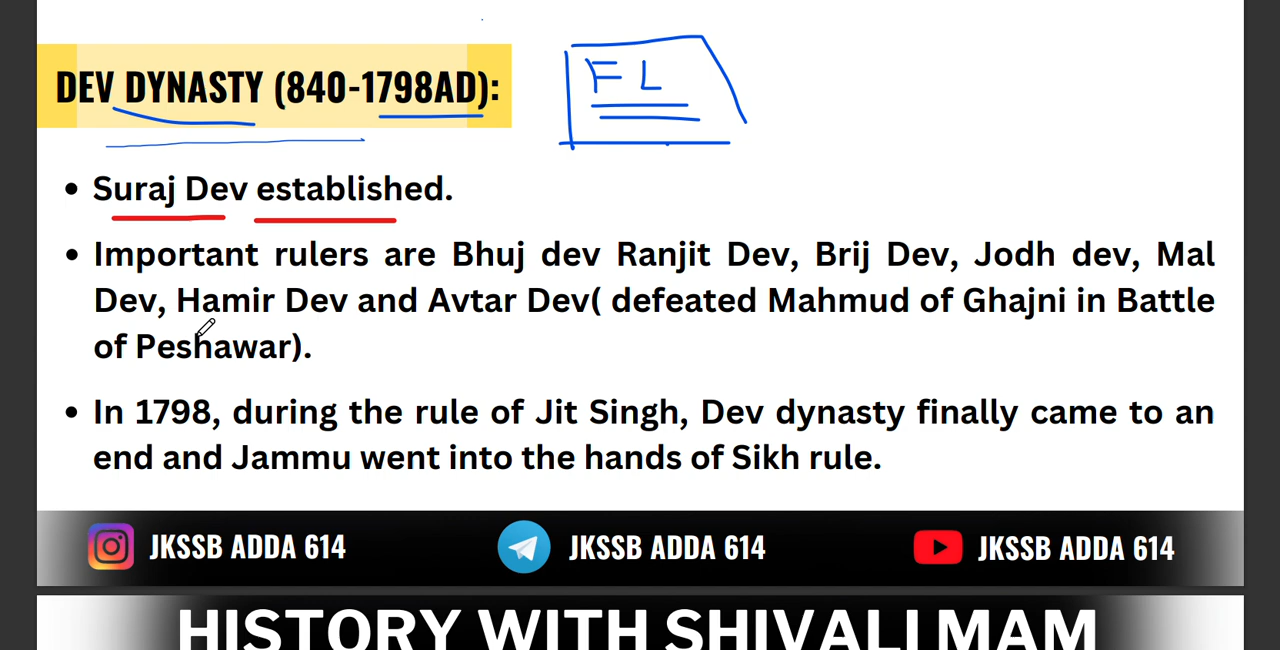 DEV DYNASTY (840-1798AD):
F L
• Suraj Dev established.
• Important rulers are Bhuj dev Ranjit Dev, Brij Dev, Jodh dev, Mal
Dev, Hamir Dev and Avtar Dev( defeated Mahmud of Ghajni in Battle
of Peshawar).
• In 1798, during the rule of Jit Singh, Dev dynasty finally came to an
end and Jammu went into the hands of Sikh rule.
JKSSB ADDA 614 JKSSB ADDA 614 JKSSB ADDA 614
HISTORY WITH SHIVALI MAM